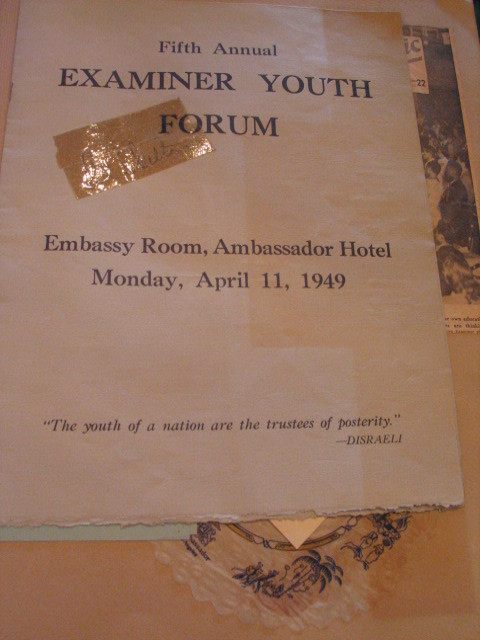 Fifth Annual
EXAMINER YOUTH
FORUM
Embassy Room, Ambassador Hotel
Monday, April 11, 1949
"The youth of a nation are the trustees of posterity."
—DISRAELI
22